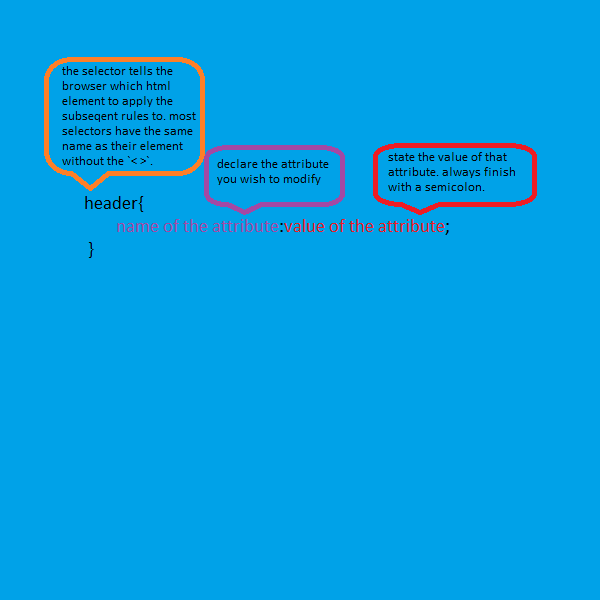 the selector tells the
browser which html
element to apply the
subseqent rules to. most
selectors have the same
name as their element
without the `< >`.
declare the attribute
you wish to modify
state the value of that
attribute. always finish
with a semicolon.
header{
name of the attribute:value of the attribute;
}